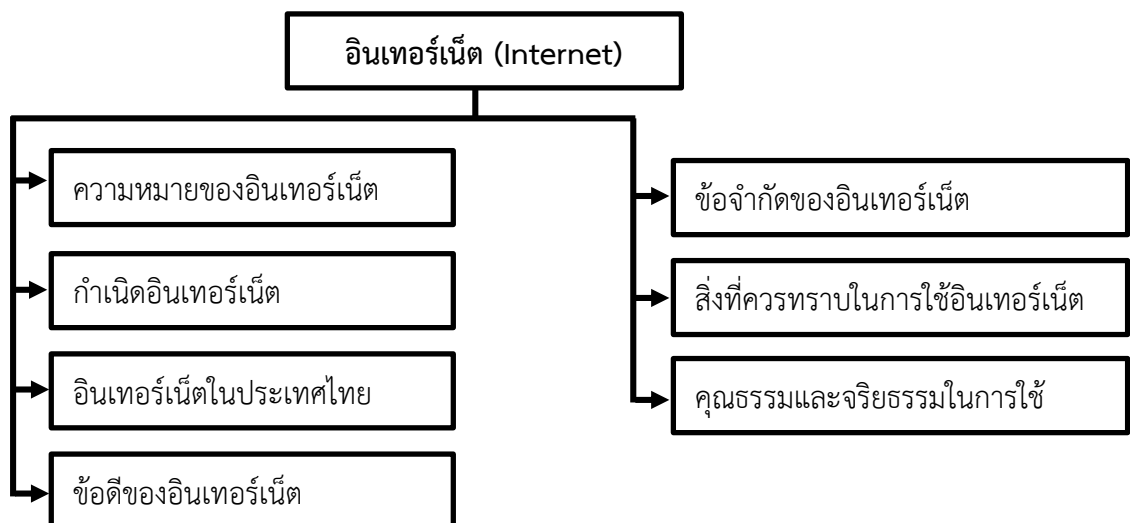 อินเทอร์เน็ต (Internet)
ความหมายของอินเทอร์เน็ต
กำเนิดอินเทอร์เน็ต
อินเทอร์เน็ตในประเทศไทย
ข้อดีของอินเทอร์เน็ต
ข้อจำกัดของอินเทอร์เน็ต
สิ่งที่ควรทราบในการใช้อินเทอร์เน็ต
คุณธรรมและจริยธรรมในการใช้